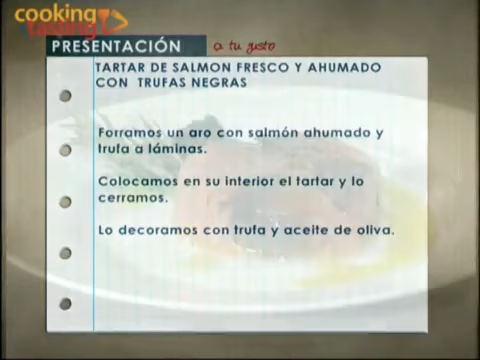 cooking
tasting
PRESENTACIÓN
a tu gusto
TARTAR DE SALMON FRESCO Y AHUMADO
CON TRUFAS NEGRAS
Forramos un aro con salmón ahumado y
trufa a láminas.
Colocamos en su interior el tartar y lo
cerramos.
Lo decoramos con trufa y aceite de oliva.